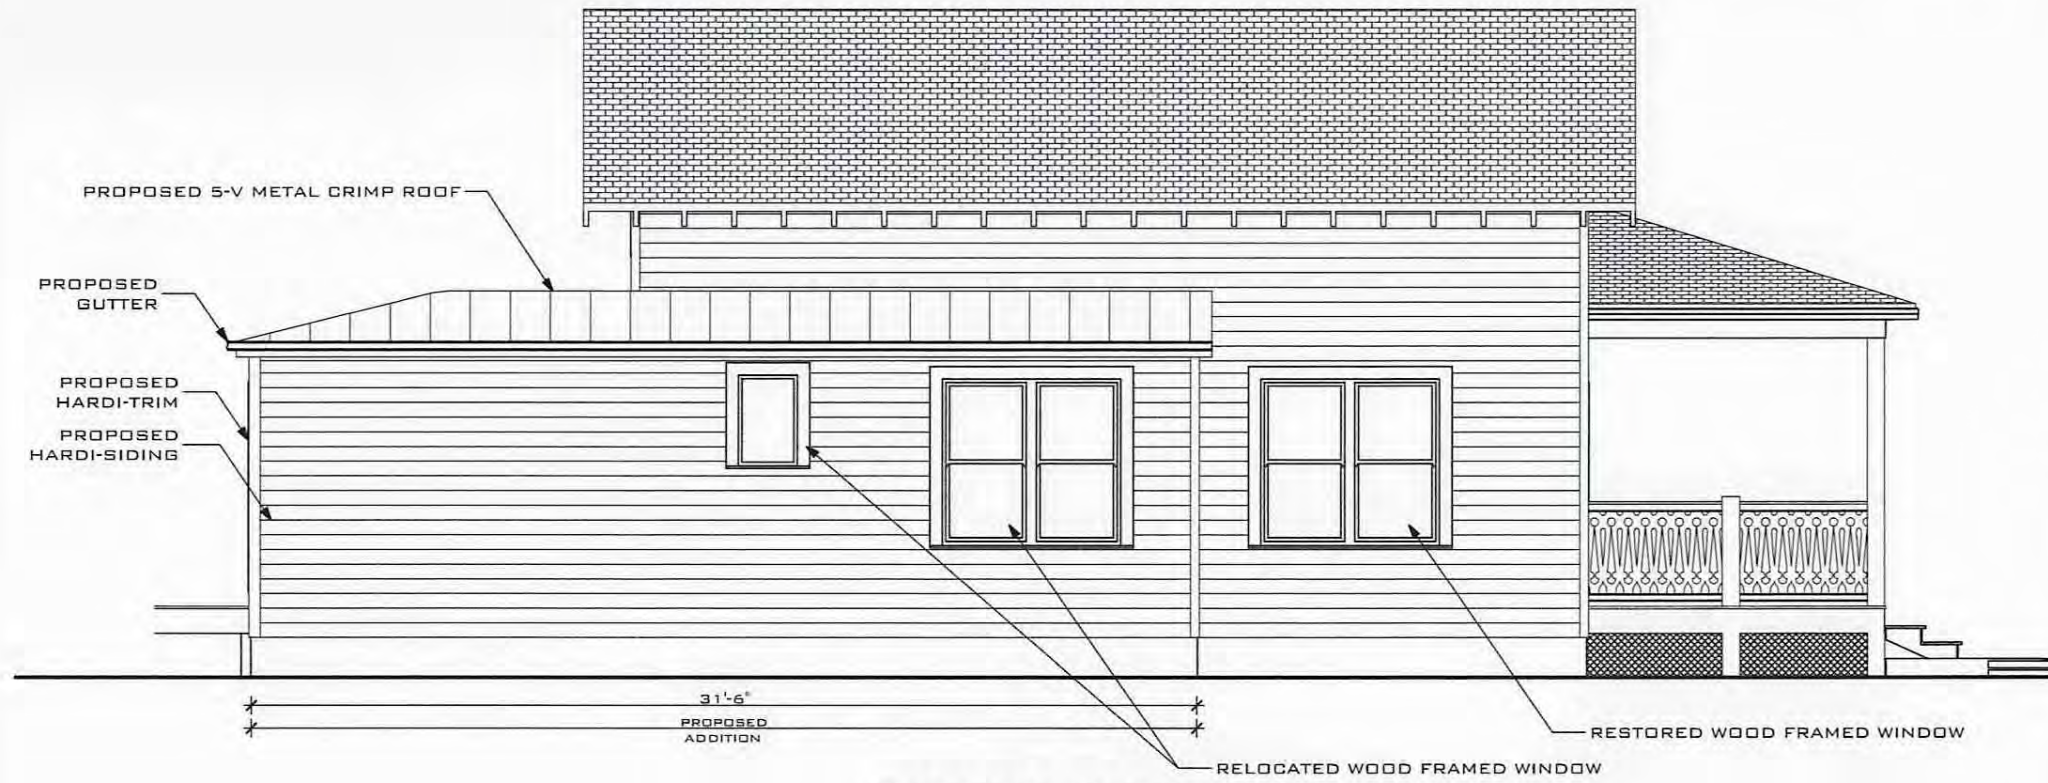 PROPOSED 5-V METAL CRIMP ROOF
PROPOSED
GUTTER
PROPOSED
HARDI-TRIM
PROPOSED
HARDI-SIDING
31'-6"
PROPOSED
ADDITION
RESTORED WOOD FRAMED WINDOW
RELOCATED WOOD FRAMED WINDOW